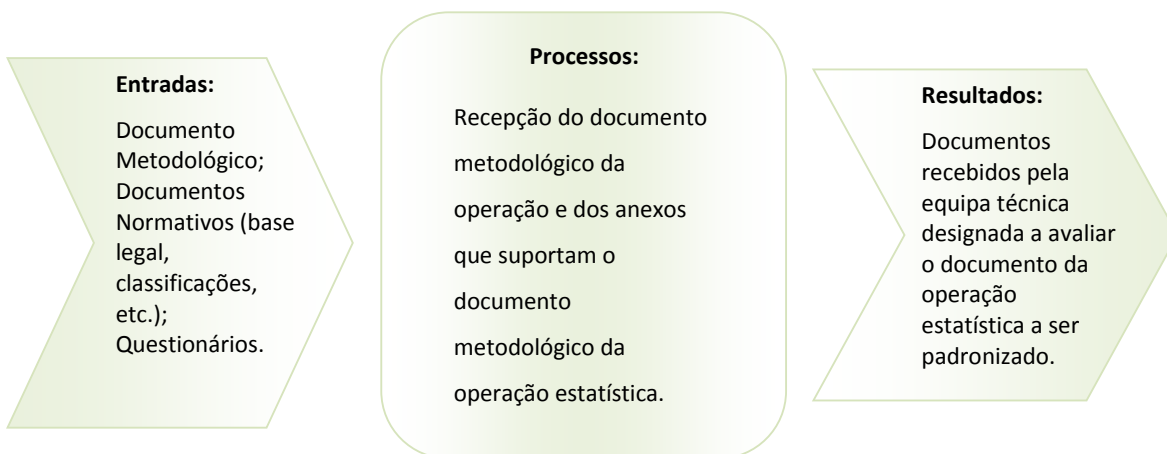 Entradas:
Documento
Metodológico;
Documentos
Normativos (base
legal,
classificações,
etc.);
Questionários.
Processos:
Recepção do documento
metodológico da
operação e dos anexos
que suportam o
documento
metodológico da
operação estatística.
Resultados:
Documentos
recebidos pela
equipa técnica
designada a avaliar
o documento da
operação
estatística a ser
padronizado.